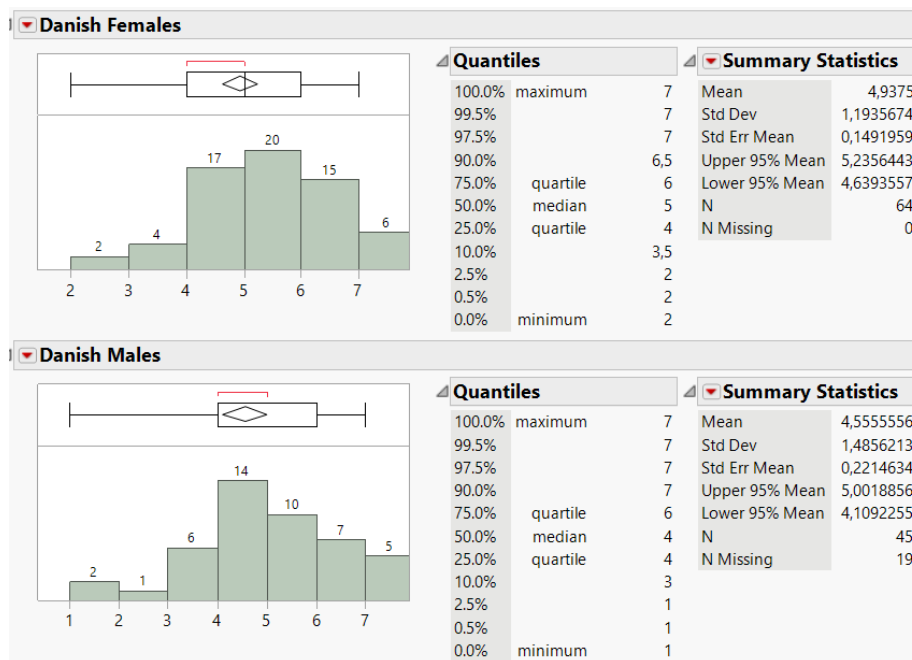 Danish Females
2 4 17 20 15 6
2 3 4 5 6 7
Quantiles
100.0% maximum 7
99.5% 7
97.5% 7
90.0% 6,5
75.0% quartile 6
50.0% median 5
25.0% quartile 4
10.0% 3,5
2.5% 2
0.5% 2
0.0% minimum 2
Summary Statistics
Mean 4,9375
Std Dev 1,1935674
Std Err Mean 0,1491959
Upper 95% Mean 5,2356443
Lower 95% Mean 4,6393557
N 64
N Missing 0
Danish Males
2 1 6 14 10 7 5
1 2 3 4 5 6 7
Quantiles
100.0% maximum 7
99.5% 7
97.5% 7
90.0% 7
75.0% quartile 6
50.0% median 4
25.0% quartile 4
10.0% 3
2.5% 1
0.5% 1
0.0% minimum 1
Summary Statistics
Mean 4,5555556
Std Dev 1,4856213
Std Err Mean 0,2214634
Upper 95% Mean 5,0018856
Lower 95% Mean 4,1092255
N 45
N Missing 19